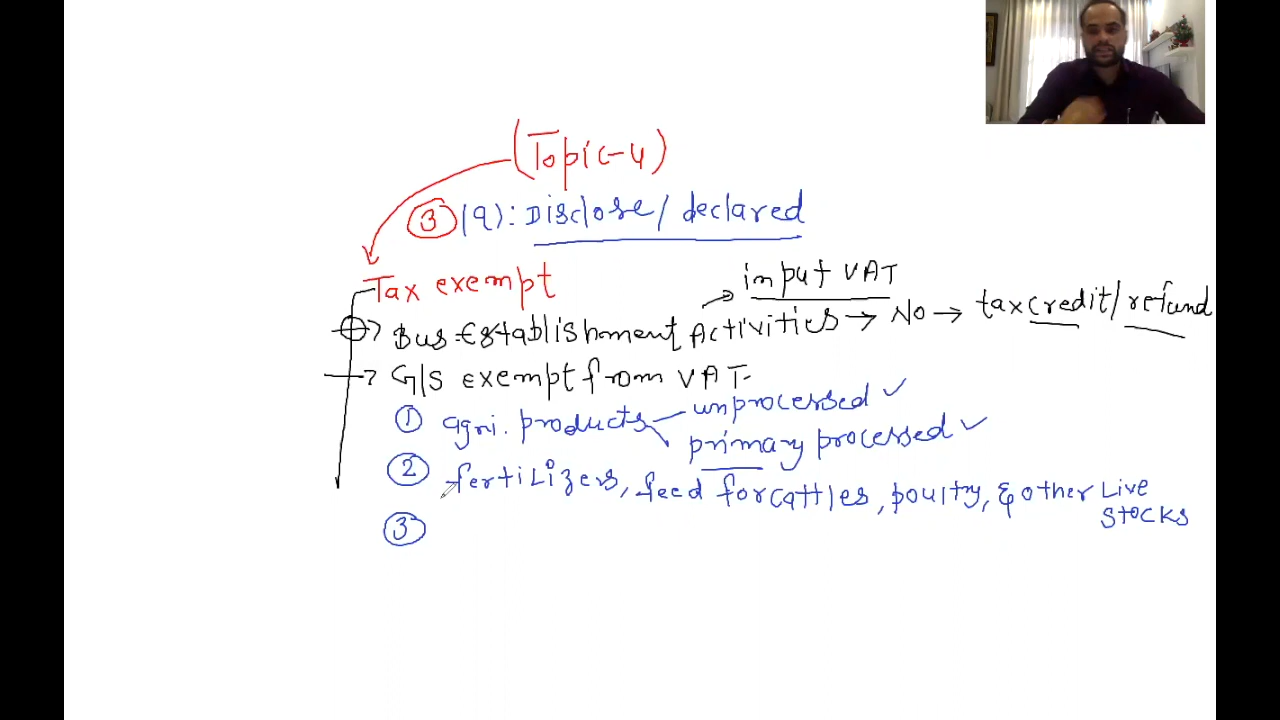 (Topic-4)
③ (9): Disclose/declared
Tax exempt
input VAT
Bus. Establishment Activities → No → tax credit/refund
G/S exempt from VAT
① agri. products
unprocessed ✓
primary processed ✓
② fertilizers, feed for cattles, poultry, & other Live
Stocks
③